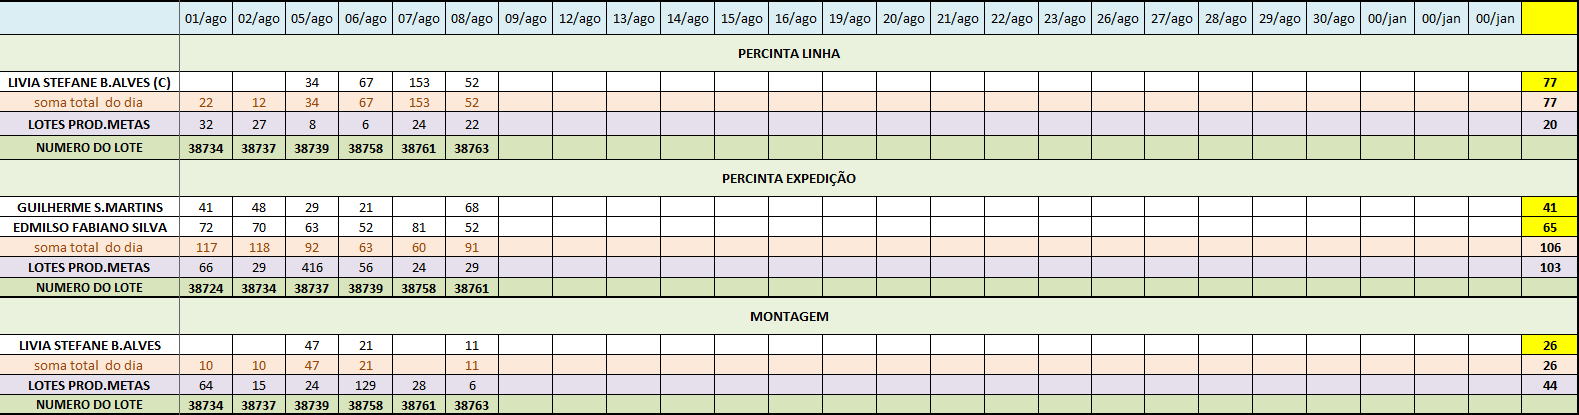 01/ago 02/ago 05/ago 06/ago 07/ago 08/ago 09/ago 12/ago 13/ago 14/ago 15/ago 16/ago 19/ago 20/ago 21/ago 22/ago 23/ago 26/ago 27/ago 28/ago 29/ago 30/ago 00/jan 00/jan 00/jan
PERCINTA LINHA
LIVIA STEFANE B.ALVES (C) 34 67 153 52 77
soma total do dia 22 12 34 67 153 52 77
LOTES PROD.METAS 32 27 8 6 24 22 20
NUMERO DO LOTE 38734 38737 38739 38758 38761 38763
PERCINTA EXPEDIÇÃO
GUILHERME S.MARTINS 41 48 29 21 68 41
EDMILSO FABIANO SILVA 72 70 63 52 81 52 65
soma total do dia 117 118 92 63 60 91 106
LOTES PROD.METAS 66 29 416 56 24 29 103
NUMERO DO LOTE 38724 38734 38737 38739 38758 38761
MONTAGEM
LIVIA STEFANE B.ALVES 47 21 11 26
soma total do dia 10 10 47 21 11 26
LOTES PROD.METAS 64 15 24 129 28 6 44
NUMERO DO LOTE 38734 38737 38739 38758 38761 38763